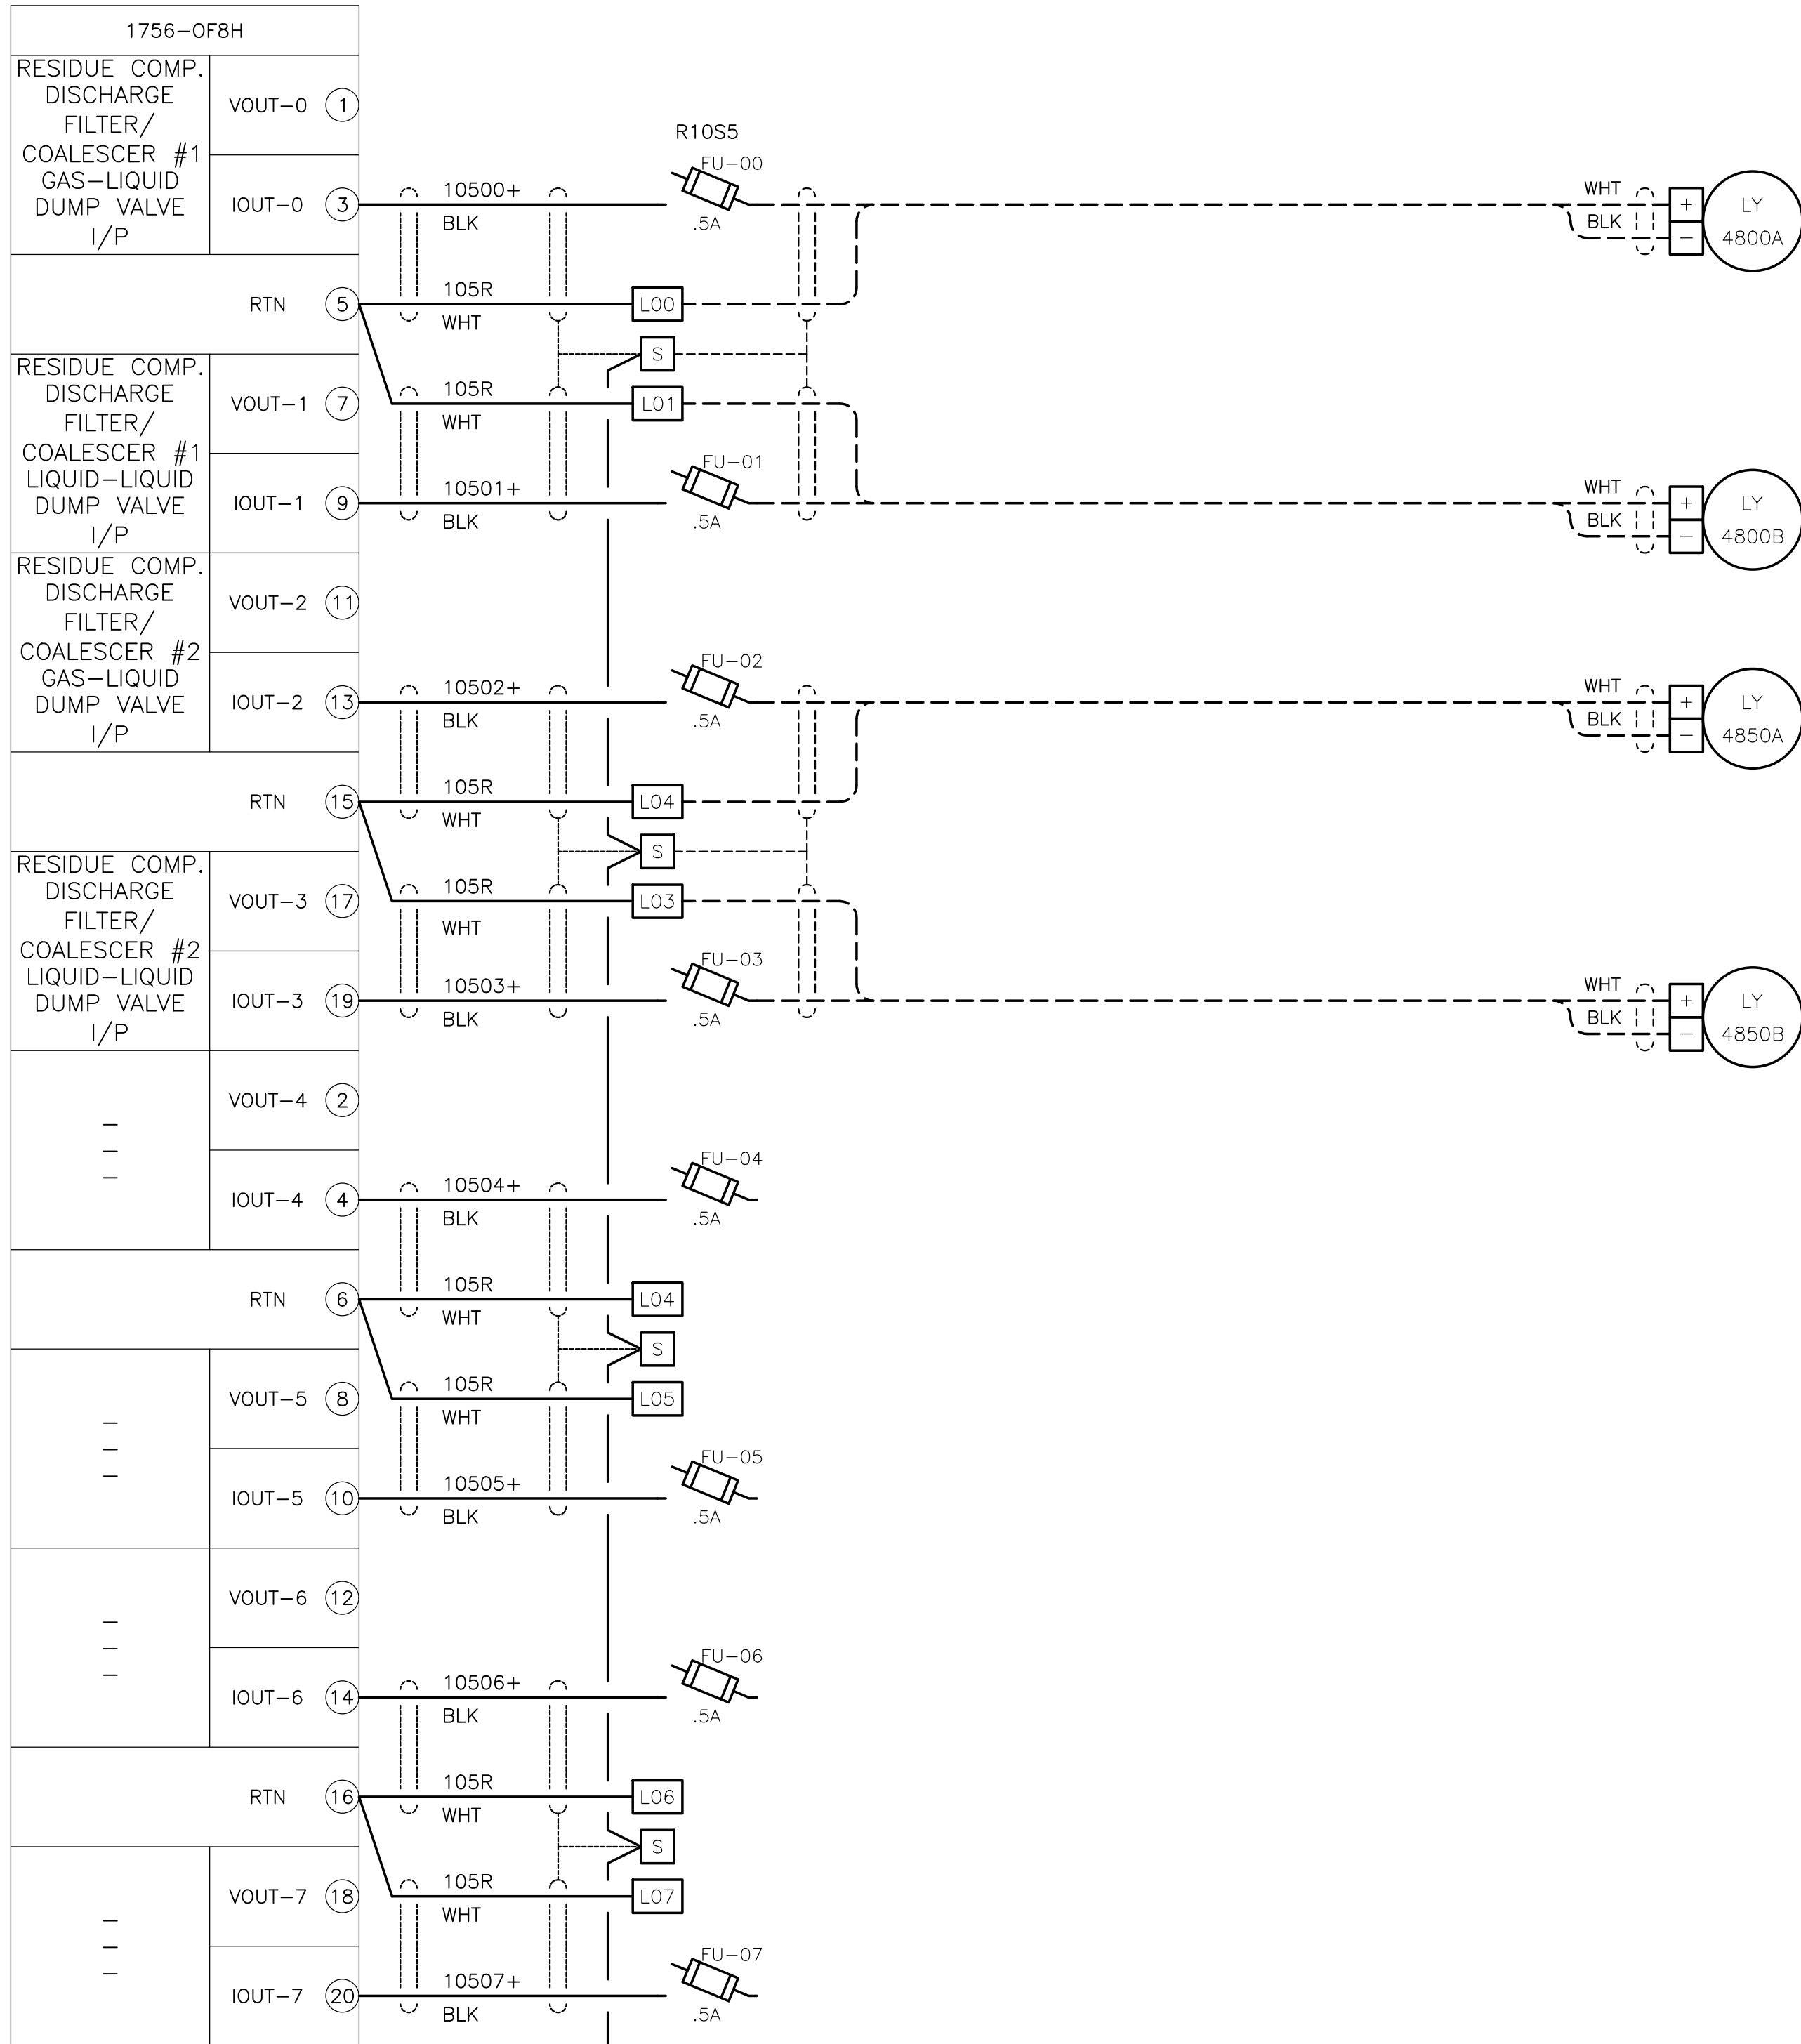 1756-OF8H
RESIDUE COMP.
DISCHARGE
FILTER/
COALESCER #1
GAS-LIQUID
DUMP VALVE
I/P
VOUT-0 1
IOUT-0 3
10500+
BLK
R10S5
FU-00
.5A
WHT
BLK
+
-
LY
4800A
RTN 5
105R
WHT
L00
S
RESIDUE COMP.
DISCHARGE
FILTER/
COALESCER #1
LIQUID-LIQUID
DUMP VALVE
I/P
VOUT-1 7
105R
WHT
L01
IOUT-1 9
10501+
BLK
FU-01
.5A
WHT
BLK
+
-
LY
4800B
RESIDUE COMP.
DISCHARGE
FILTER/
COALESCER #2
GAS-LIQUID
DUMP VALVE
I/P
VOUT-2 11
IOUT-2 13
10502+
BLK
FU-02
.5A
WHT
BLK
+
-
LY
4850A
RTN 15
105R
WHT
L04
S
RESIDUE COMP.
DISCHARGE
FILTER/
COALESCER #2
LIQUID-LIQUID
DUMP VALVE
I/P
VOUT-3 17
105R
WHT
L03
IOUT-3 19
10503+
BLK
FU-03
.5A
WHT
BLK
+
-
LY
4850B
-
-
-
VOUT-4 2
IOUT-4 4
10504+
BLK
FU-04
.5A
RTN 6
105R
WHT
L04
S
-
-
-
VOUT-5 8
105R
WHT
L05
IOUT-5 10
10505+
BLK
FU-05
.5A
-
-
-
VOUT-6 12
IOUT-6 14
10506+
BLK
FU-06
.5A
RTN 16
105R
WHT
L06
S
-
-
-
VOUT-7 18
105R
WHT
L07
IOUT-7 20
10507+
BLK
FU-07
.5A